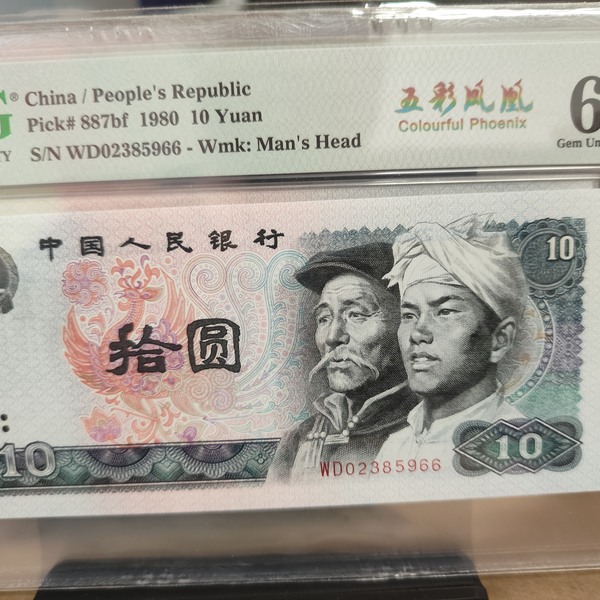 China / People's Republic
Pick# 887bf 1980 10 Yuan
S/N WD02385966 - Wmk: Man's Head
五彩凤凰
Colourful Phoenix
6
Gem Un
中国人民银行
10
拾圆
10
WD02385966
10